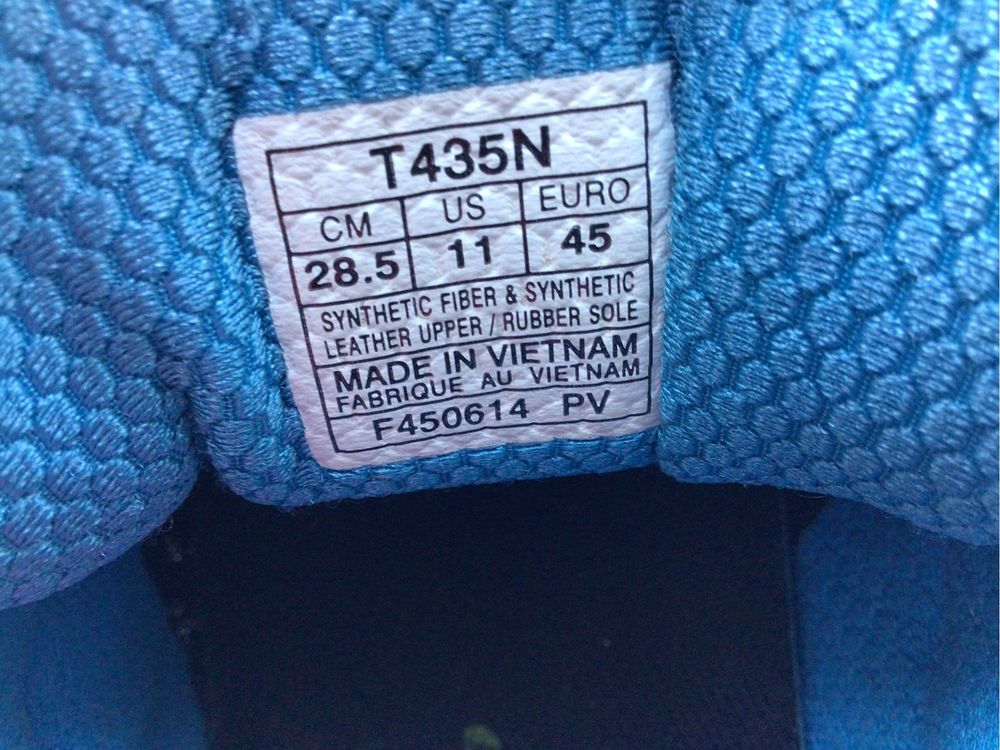 T435N
CM US EURO
28.5 11 45
SYNTHETIC FIBER & SYNTHETIC
LEATHER UPPER / RUBBER SOLE
MADE IN VIETNAM
FABRIQUE AU VIETNAM
F450614 PV